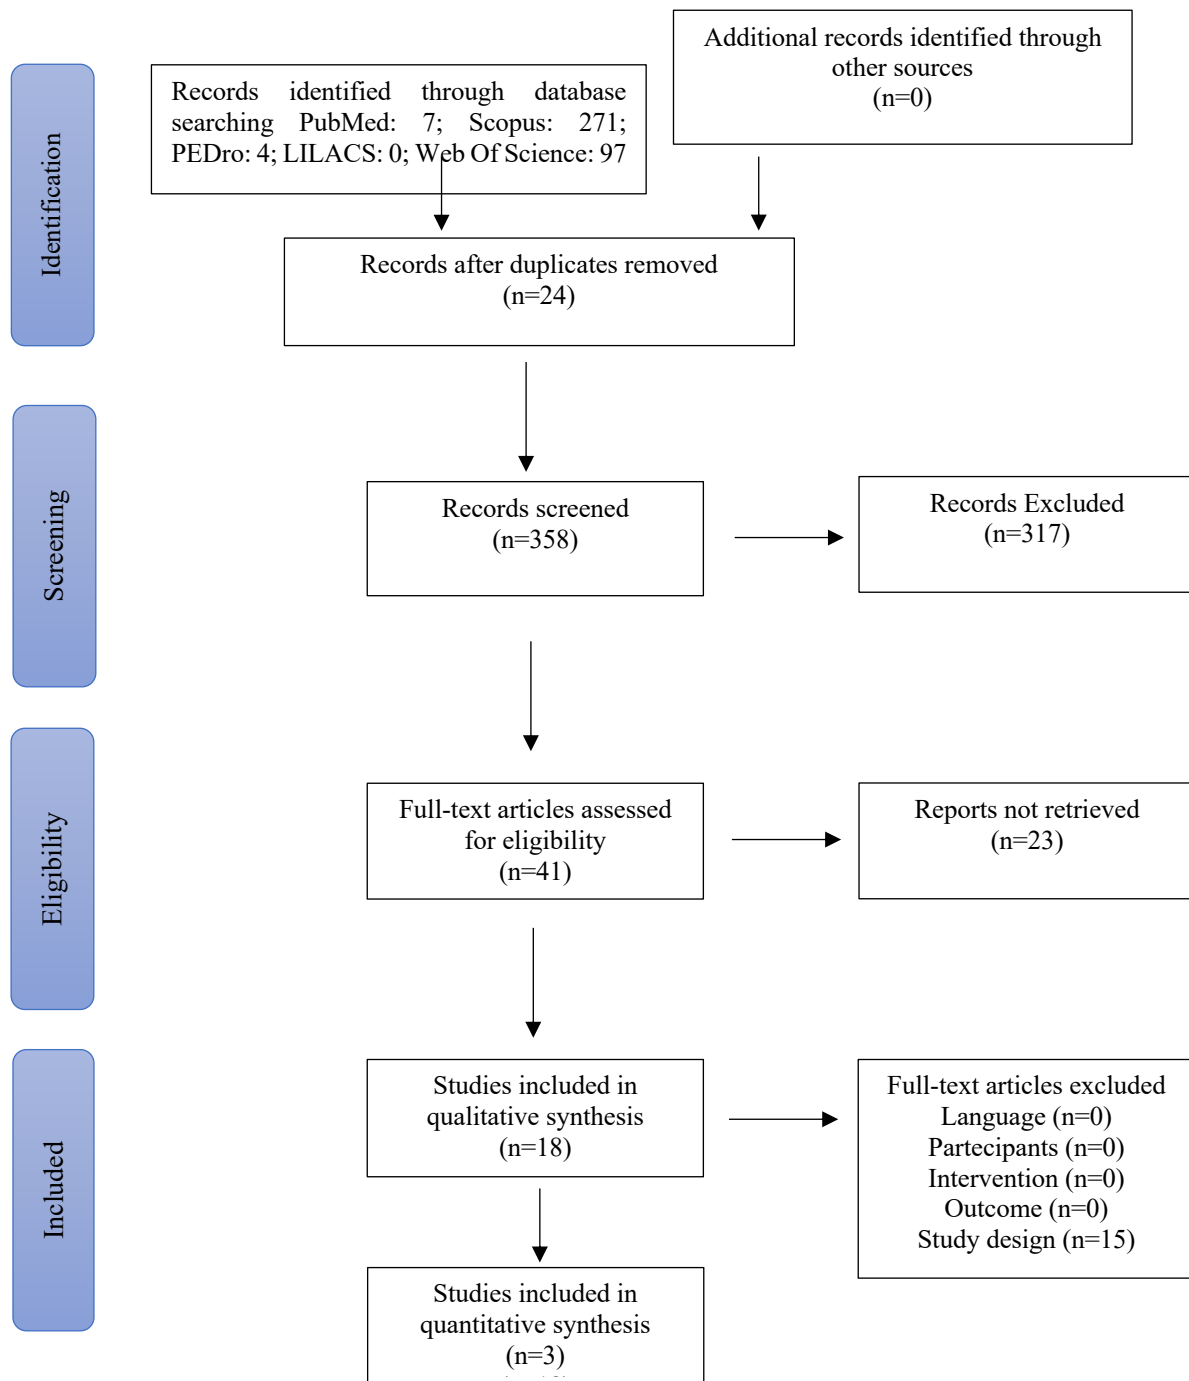 Additional records identified through
other sources
(n=0)
Records identified through database
searching PubMed: 7; Scopus: 271;
PEDro: 4; LILACS: 0; Web Of Science: 97
Identification
Records after duplicates removed
(n=24)
Screening
Records screened
(n=358)
Records Excluded
(n=317)
Eligibility
Full-text articles assessed
for eligibility
(n=41)
Reports not retrieved
(n=23)
Included
Studies included in
qualitative synthesis
(n=18)
Full-text articles excluded
Language (n=0)
Partecipants (n=0)
Intervention (n=0)
Outcome (n=0)
Study design (n=15)
Studies included in
quantitative synthesis
(n=3)